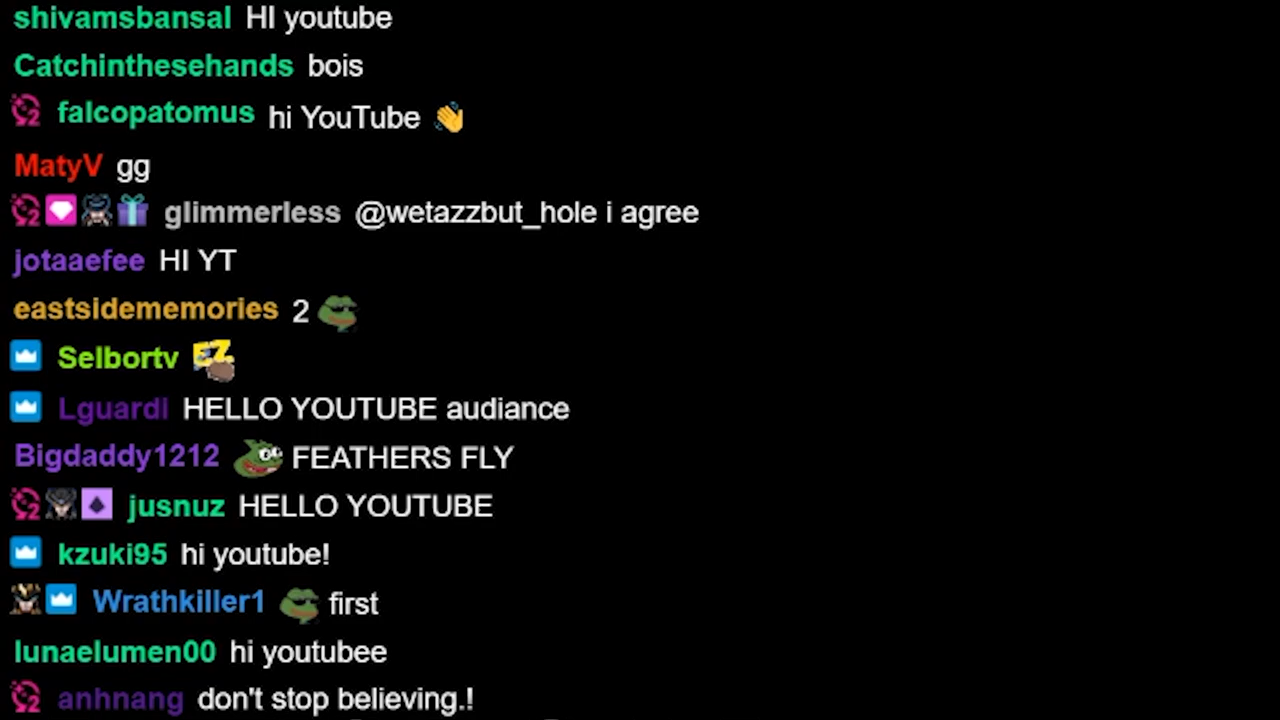 shivamsbansal HI youtube
Catchinthesehands bois
falcopatomus hi YouTube 👋
MatyV gg
glimmerless @wetazzbut_hole i agree
jotaaefee HI YT
eastsidememories 2
Selbortv EZ
Lguardl HELLO YOUTUBE audiance
Bigdaddy1212 FEATHERS FLY
jusnuz HELLO YOUTUBE
kzuki95 hi youtube!
Wrathkiller1 first
lunaelumen00 hi youtubee
anhnang don't stop believing.!